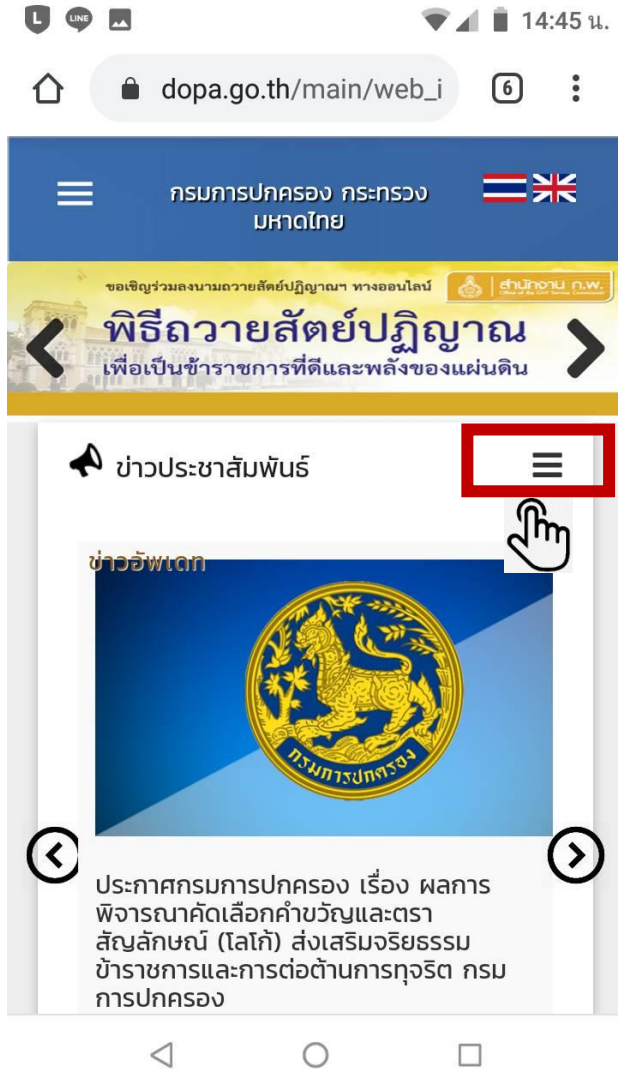 L LINE 14:45 น.
dopa.go.th/main/web_i 6
กรมการปกครอง กระทรวง
มหาดไทย
ขอเชิญร่วมลงนามถวายสัตย์ปฏิญาณฯ ทางออนไลน์ สำนักงาน ก.พ.
Office of the Civil Service Commission
พิธีถวายสัตย์ปฏิญาณ
เพื่อเป็นข้าราชการที่ดีและพลังของแผ่นดิน
ข่าวประชาสัมพันธ์
ข่าวอัพเดท
กรมการปกครอง
ประกาศกรมการปกครอง เรื่อง ผลการ
พิจารณาคัดเลือกคำขวัญและตรา
สัญลักษณ์ (โลโก้) ส่งเสริมจริยธรรม
ข้าราชการและการต่อต้านการทุจริต กรม
การปกครอง